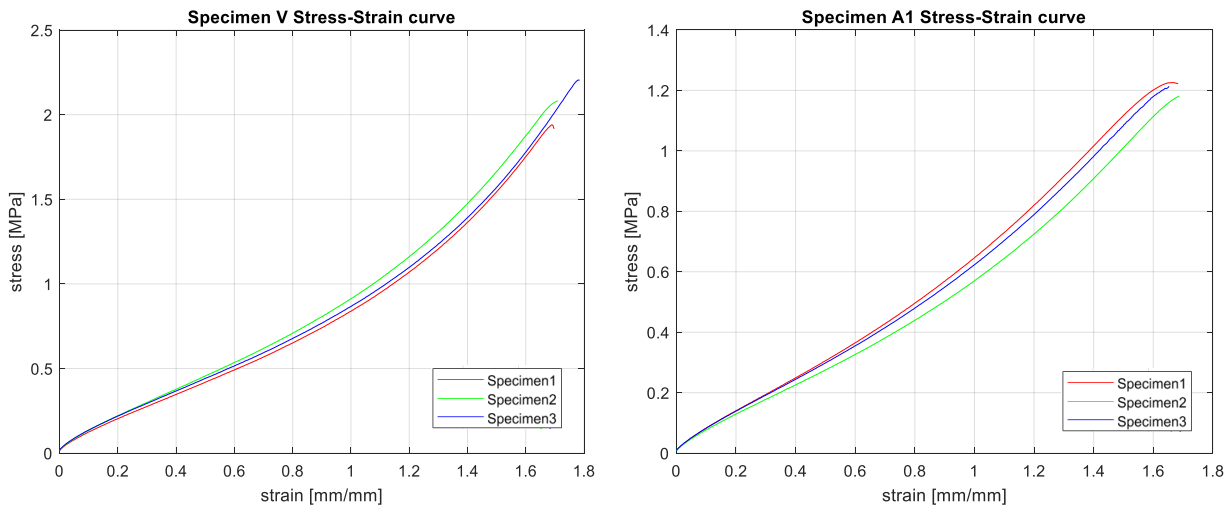 Specimen V Stress-Strain curve
2.5
2
1.5
1
0.5
0
stress [MPa]
0
0.2
0.4
0.6
0.8
1
1.2
1.4
1.6
1.8
strain [mm/mm]
Specimen1
Specimen2
Specimen3
Specimen A1 Stress-Strain curve
1.4
1.2
1
0.8
0.6
0.4
0.2
0
stress [MPa]
0
0.2
0.4
0.6
0.8
1
1.2
1.4
1.6
1.8
strain [mm/mm]
Specimen1
Specimen2
Specimen3